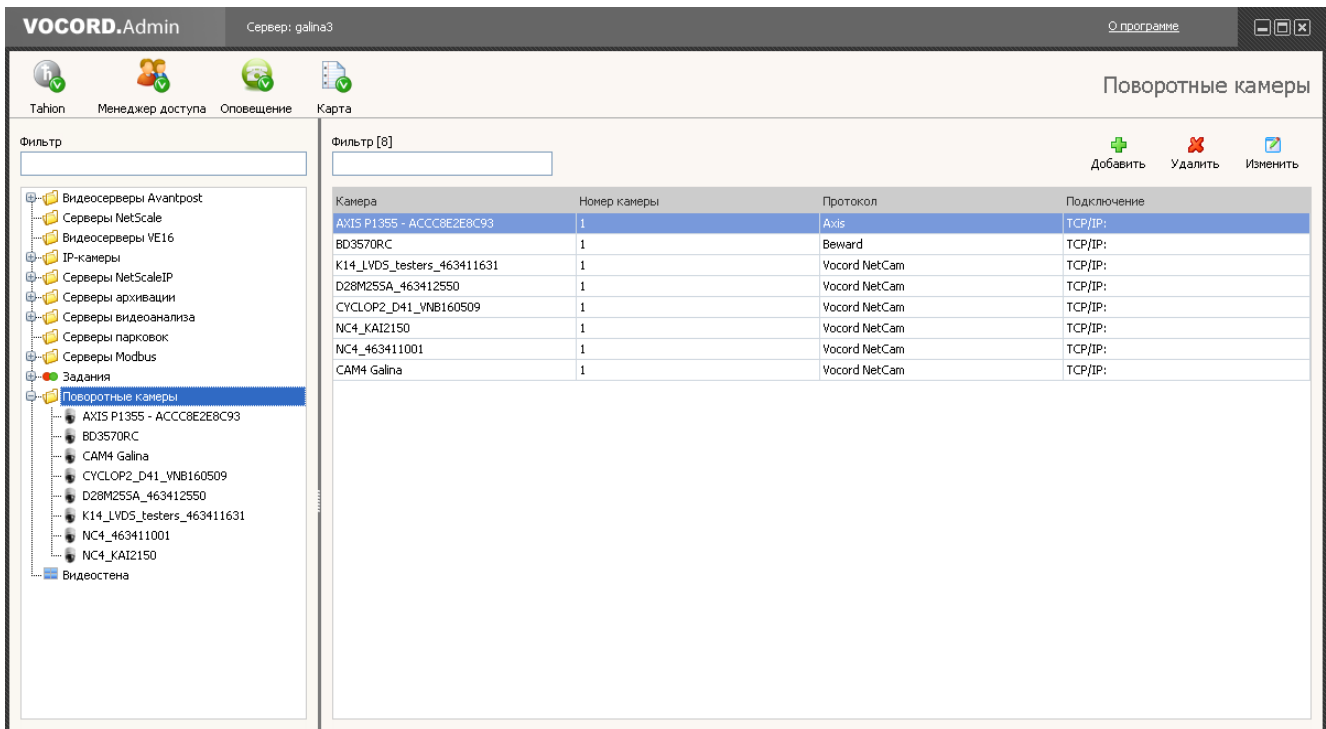 VOCORD.Admin Сервер: galina3 О программе
Tahion Менеджер доступа Оповещение Карта Поворотные камеры
Фильтр
Видеосерверы Avantpost
Серверы NetScale
Видеосерверы VE16
IP-камеры
Серверы NetScaleIP
Серверы архивации
Серверы видеоанализа
Серверы парковок
Серверы Modbus
Задания
Поворотные камеры
AXIS P1355 - ACCC8E2E8C93
BD3570RC
CAM4 Galina
CYCLOP2_D41_VNB160509
D28M25SA_463412550
K14_LVDS_testers_463411631
NC4_463411001
NC4_KAI2150
Видеостена
Фильтр [8] Добавить Удалить Изменить
Камера Номер камеры Протокол Подключение
AXIS P1355 - ACCC8E2E8C93 1 Axis TCP/IP:
BD3570RC 1 Beward TCP/IP:
K14_LVDS_testers_463411631 1 Vocord NetCam TCP/IP:
D28M25SA_463412550 1 Vocord NetCam TCP/IP:
CYCLOP2_D41_VNB160509 1 Vocord NetCam TCP/IP:
NC4_KAI2150 1 Vocord NetCam TCP/IP:
NC4_463411001 1 Vocord NetCam TCP/IP:
CAM4 Galina 1 Vocord NetCam TCP/IP: